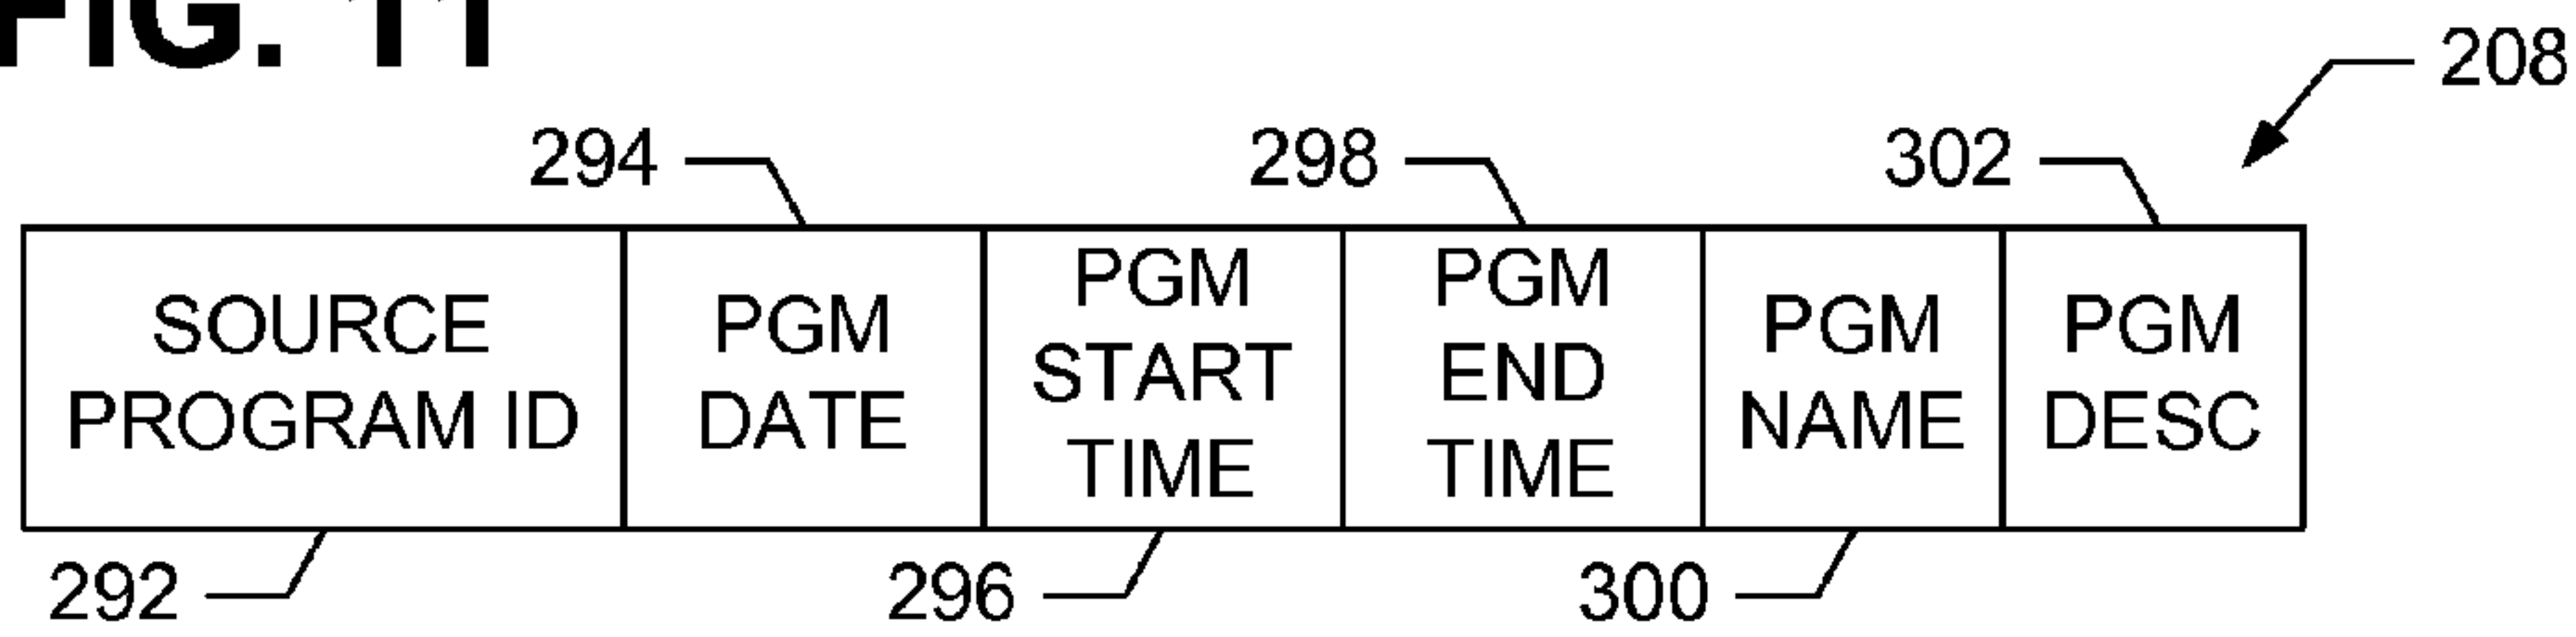 FIG. 11
208
294
298
302
SOURCE
PROGRAM ID
PGM
DATE
PGM
START
TIME
PGM
END
TIME
PGM
NAME
PGM
DESC
292
296
300